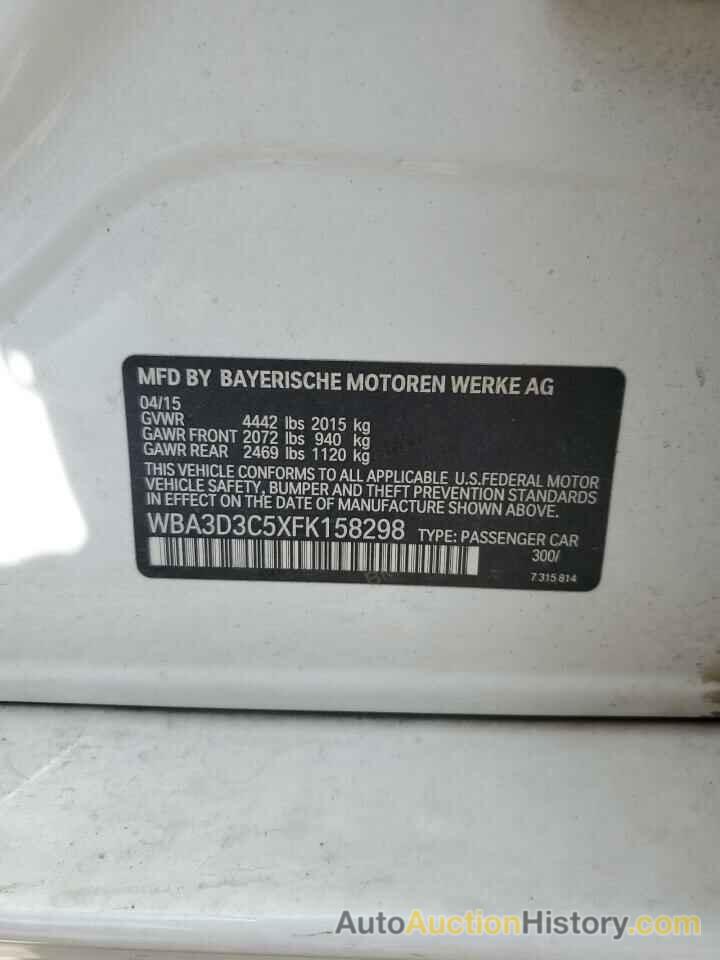 MFD BY BAYERISCHE MOTOREN WERKE AG
04/15
GVWR 4442 lbs 2015 kg
GAWR FRONT 2072 lbs 940 kg
GAWR REAR 2469 lbs 1120 kg
THIS VEHICLE CONFORMS TO ALL APPLICABLE U.S.FEDERAL MOTOR
VEHICLE SAFETY, BUMPER AND THEFT PREVENTION STANDARDS
IN EFFECT ON THE DATE OF MANUFACTURE SHOWN ABOVE.
WBA3D3C5XFK158298 TYPE: PASSENGER CAR
300/
7 315 814
AutoAuctionHistory.com